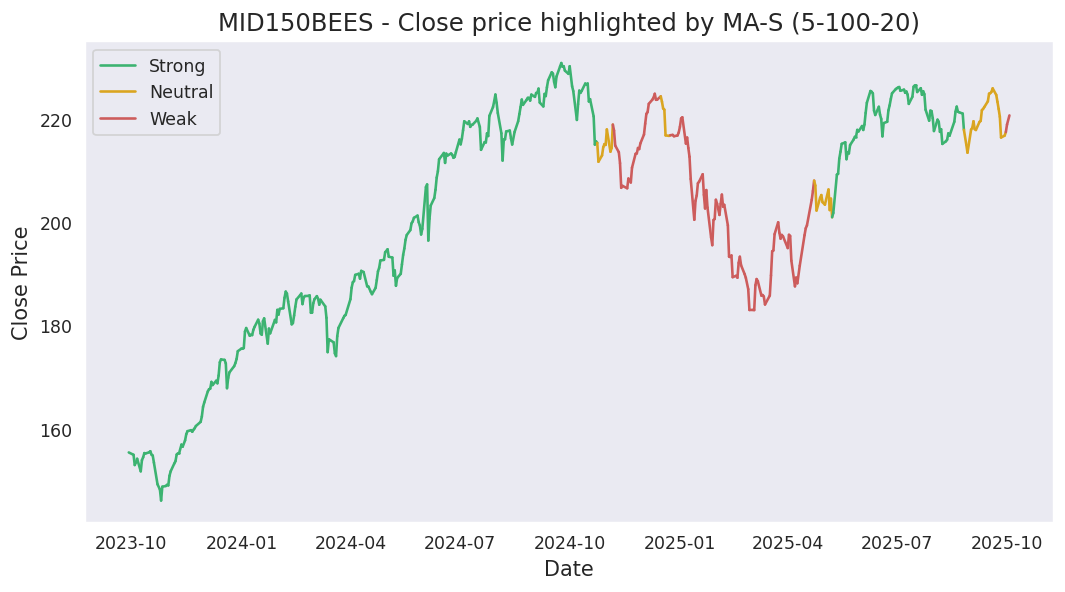 MID150BEES - Close price highlighted by MA-S (5-100-20)
Strong
Neutral
Weak
Close Price
220
200
180
160
2023-10 2024-01 2024-04 2024-07 2024-10 2025-01 2025-04 2025-07 2025-10
Date